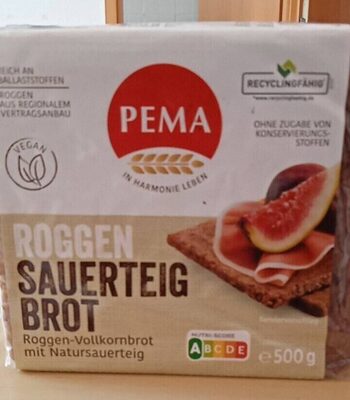 REICH AN
BALLASTSTOFFEN
ROGGEN
AUS REGIONALEM
VERTRAGSANBAU
VEGAN
PEMA
IN HARMONIE LEBEN
RECYCLINGFÄHIG
OHNE ZUGABE VON
KONSERVIERUNGS-
STOFFEN
ROGGEN
SAUERTEIG
BROT
Roggen-Vollkornbrot
mit Natursauerteig
Serviervorschlag
NUTRI-SCORE
A B C D E
e 500 g